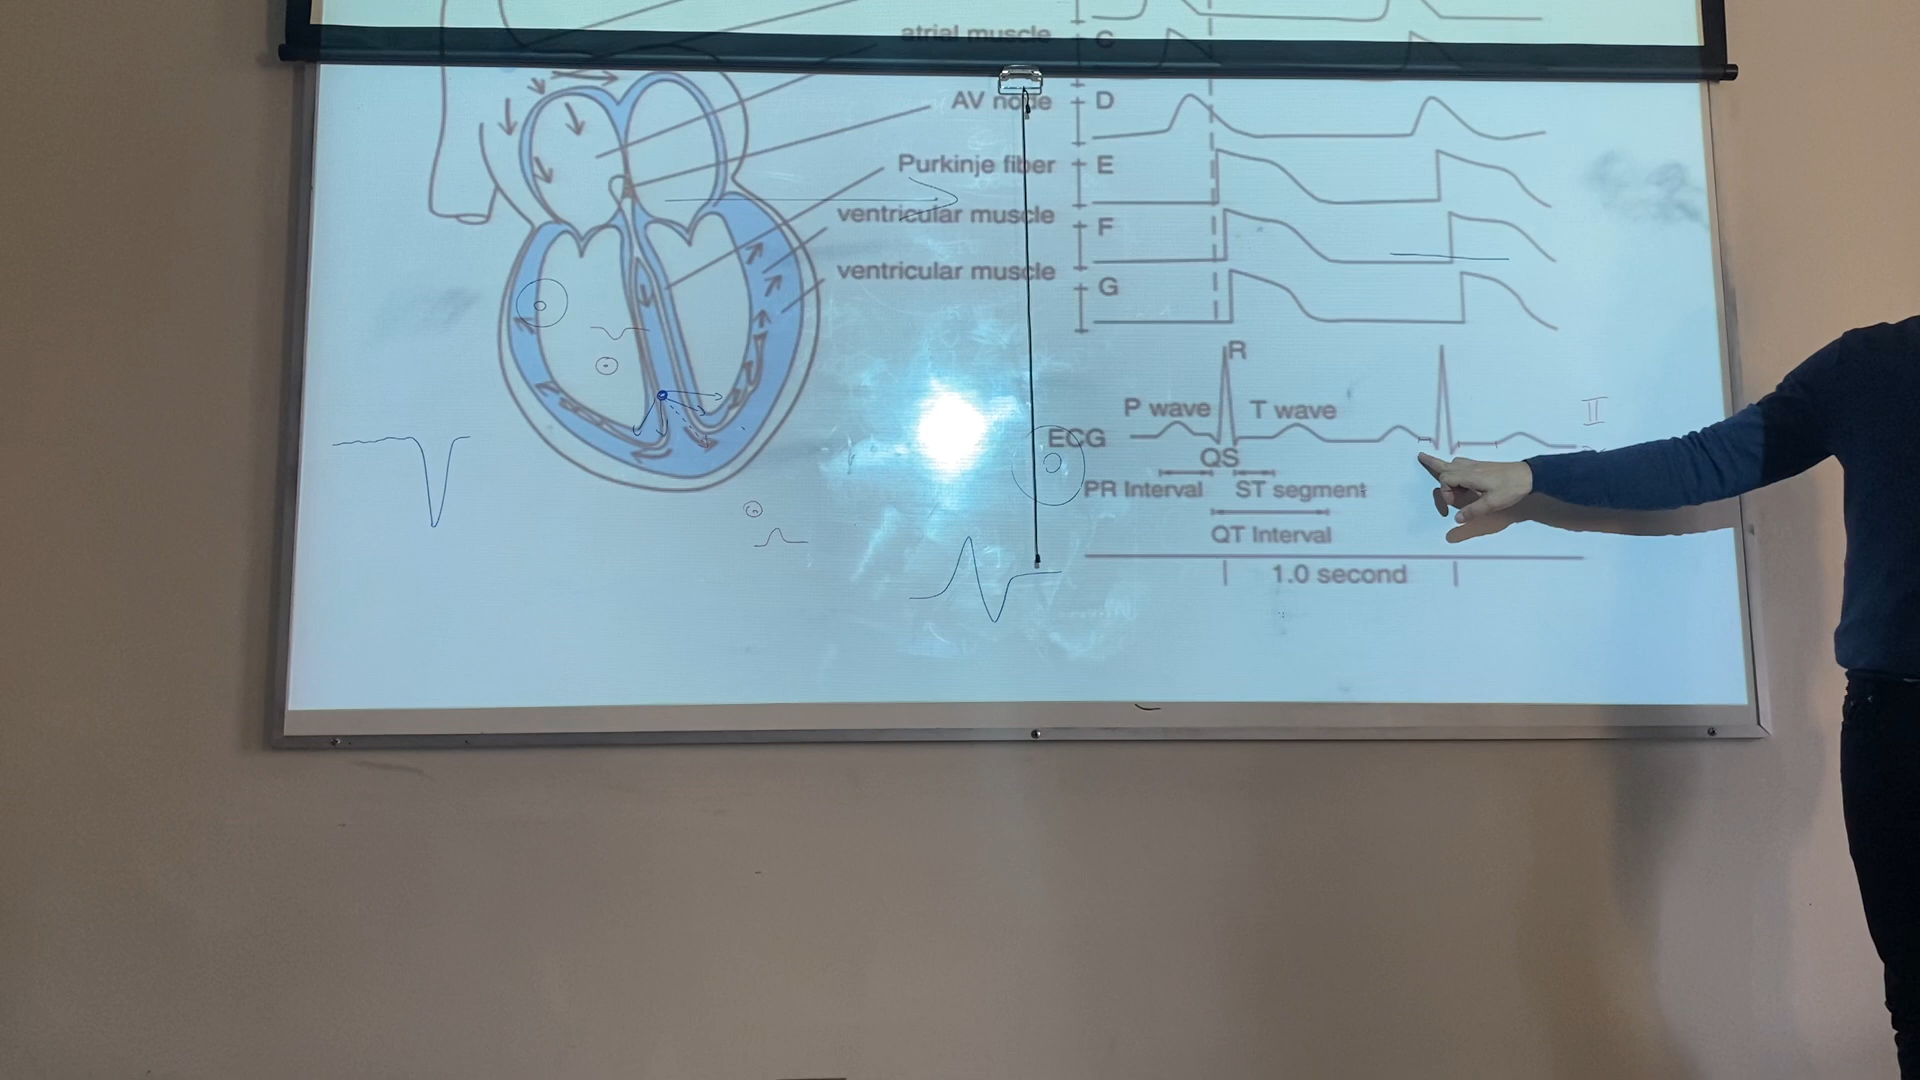 atrial muscle C
AV node D
Purkinje fiber E
ventricular muscle F
ventricular muscle G
R
P wave T wave II
ECG
QS
PR Interval ST segment
QT Interval
1.0 second